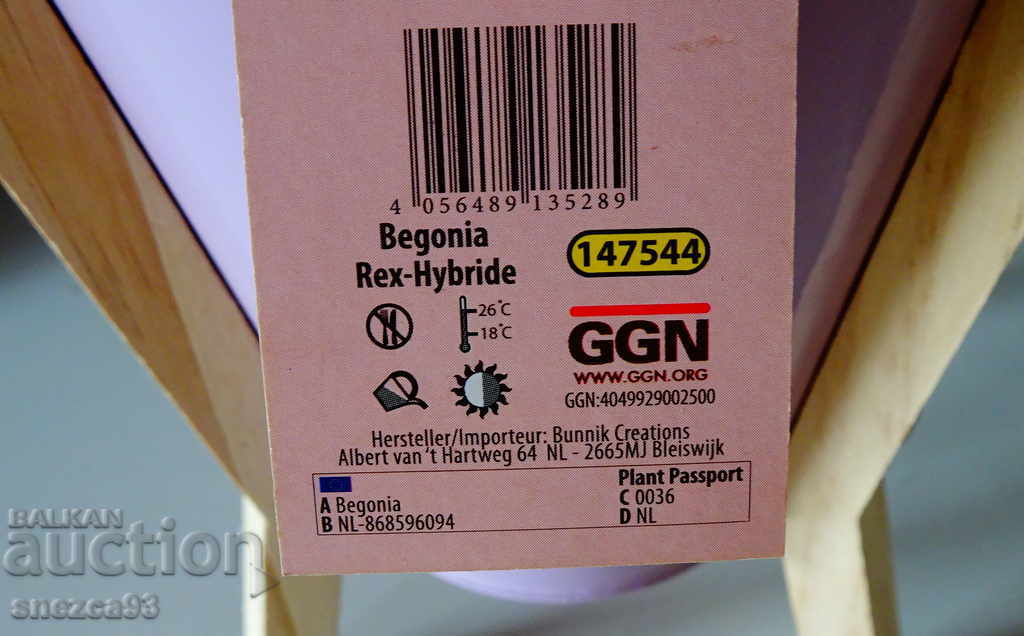 4 056489 135289
Begonia
Rex-Hybride
147544
26°C
18°C
GGN
WWW.GGN.ORG
GGN:4049929002500
Hersteller/Importeur: Bunnik Creations
Albert van 't Hartweg 64 NL - 2665MJ Bleiswijk
Plant Passport
A Begonia C 0036
B NL-868596094 D NL
BALKAN
auction
snezca93